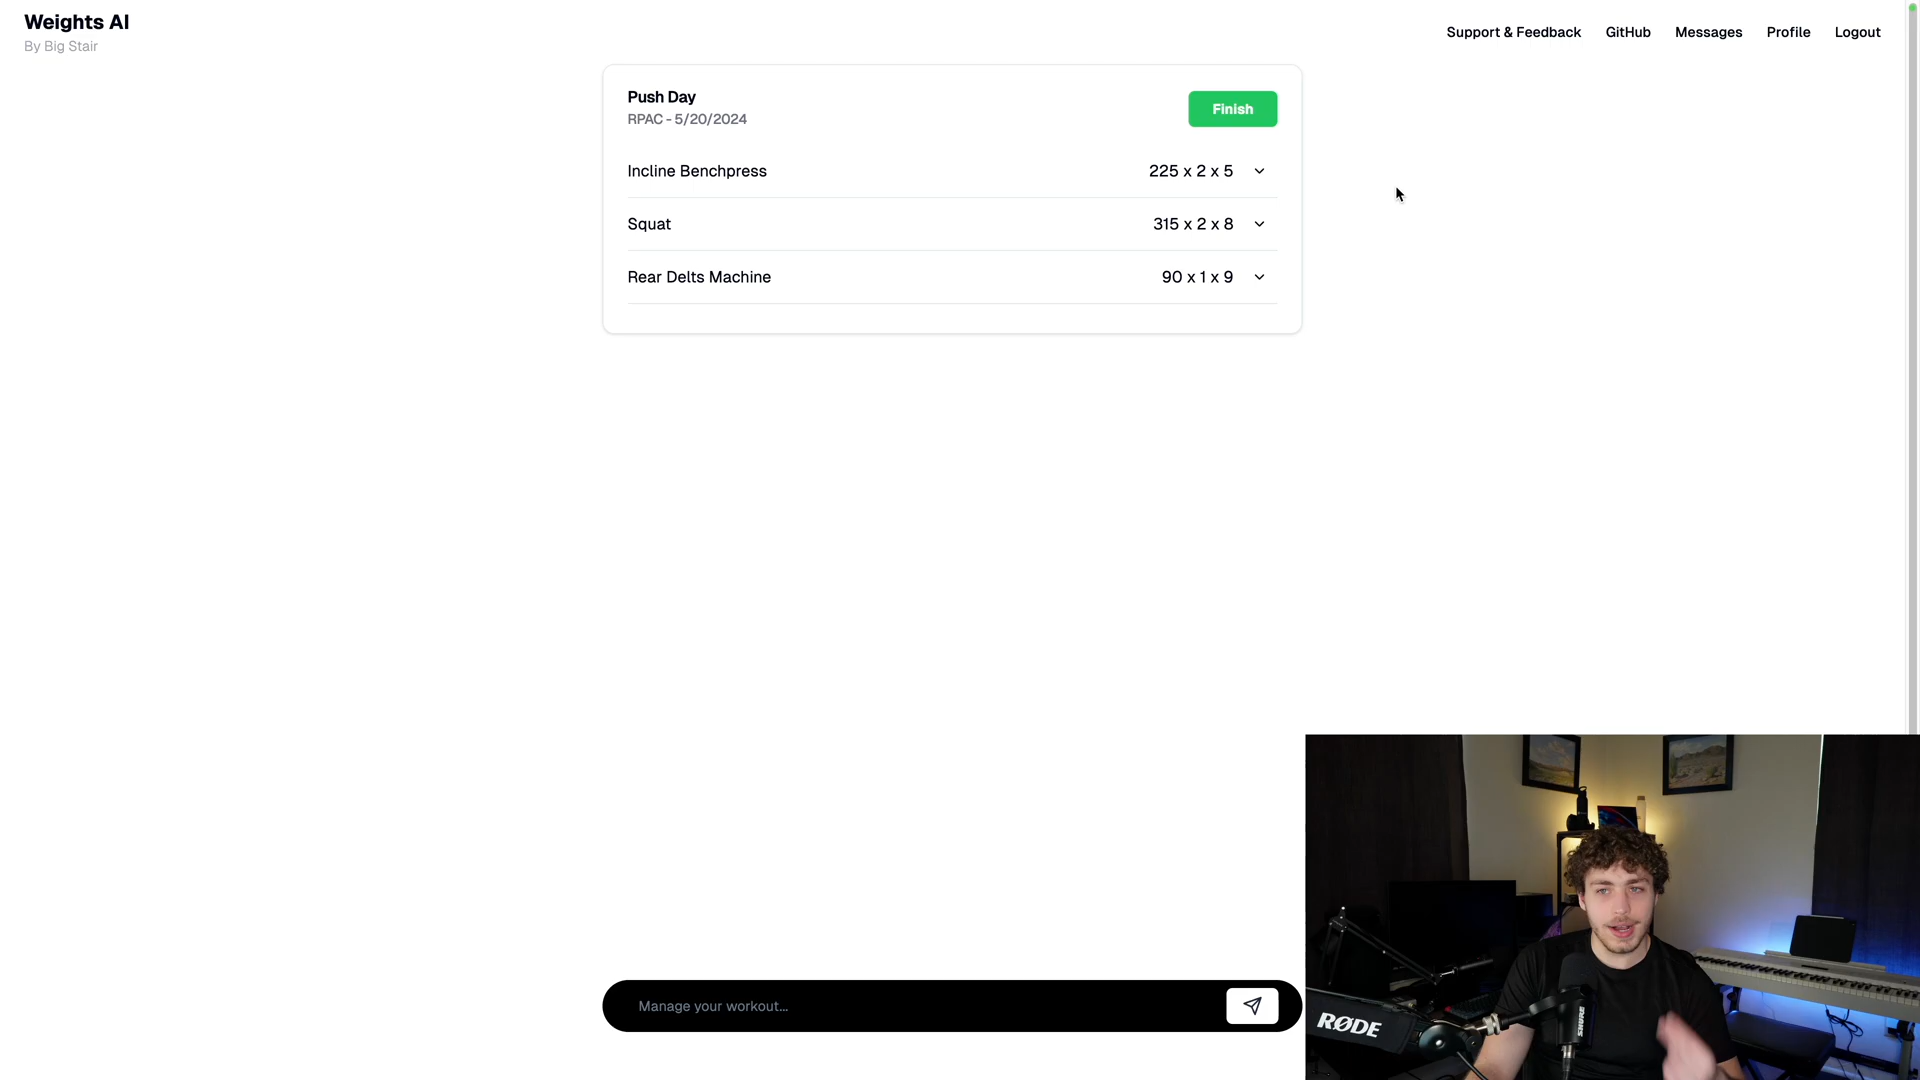 Weights AI
By Big Stair
Support & Feedback
GitHub
Messages
Profile
Logout
Push Day
RPAC - 5/20/2024
Finish
Incline Benchpress
225 x 2 x 5
Squat
315 x 2 x 8
Rear Delts Machine
90 x 1 x 9
Manage your workout...
RØDE
SHURE